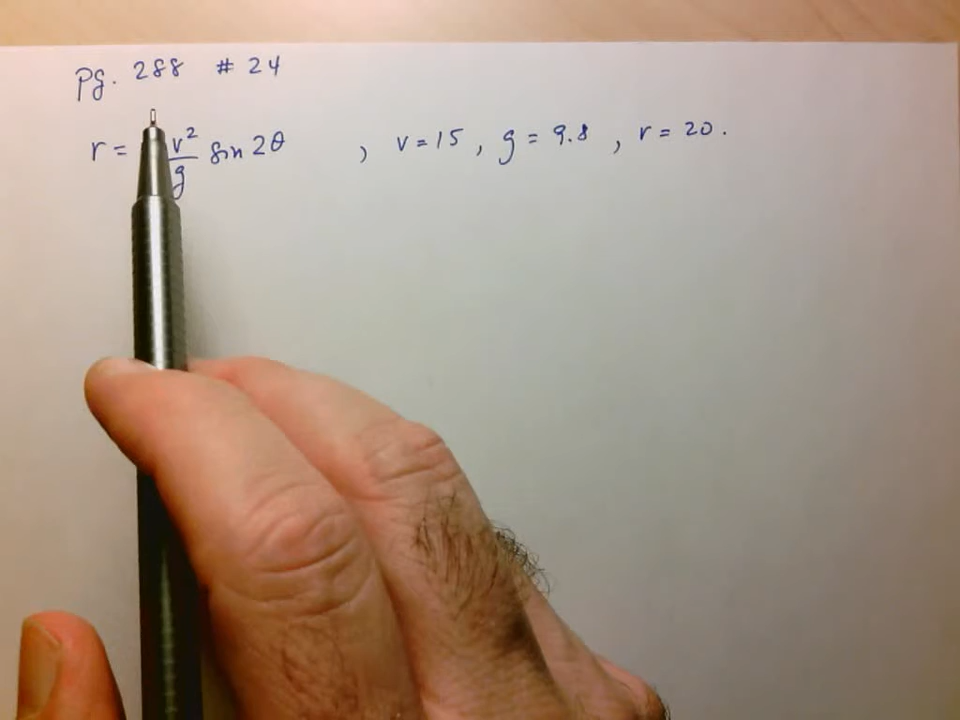 Pg. 288 # 24
r = v²/g sin 2θ , v = 15 , g = 9.8 , r = 20 .